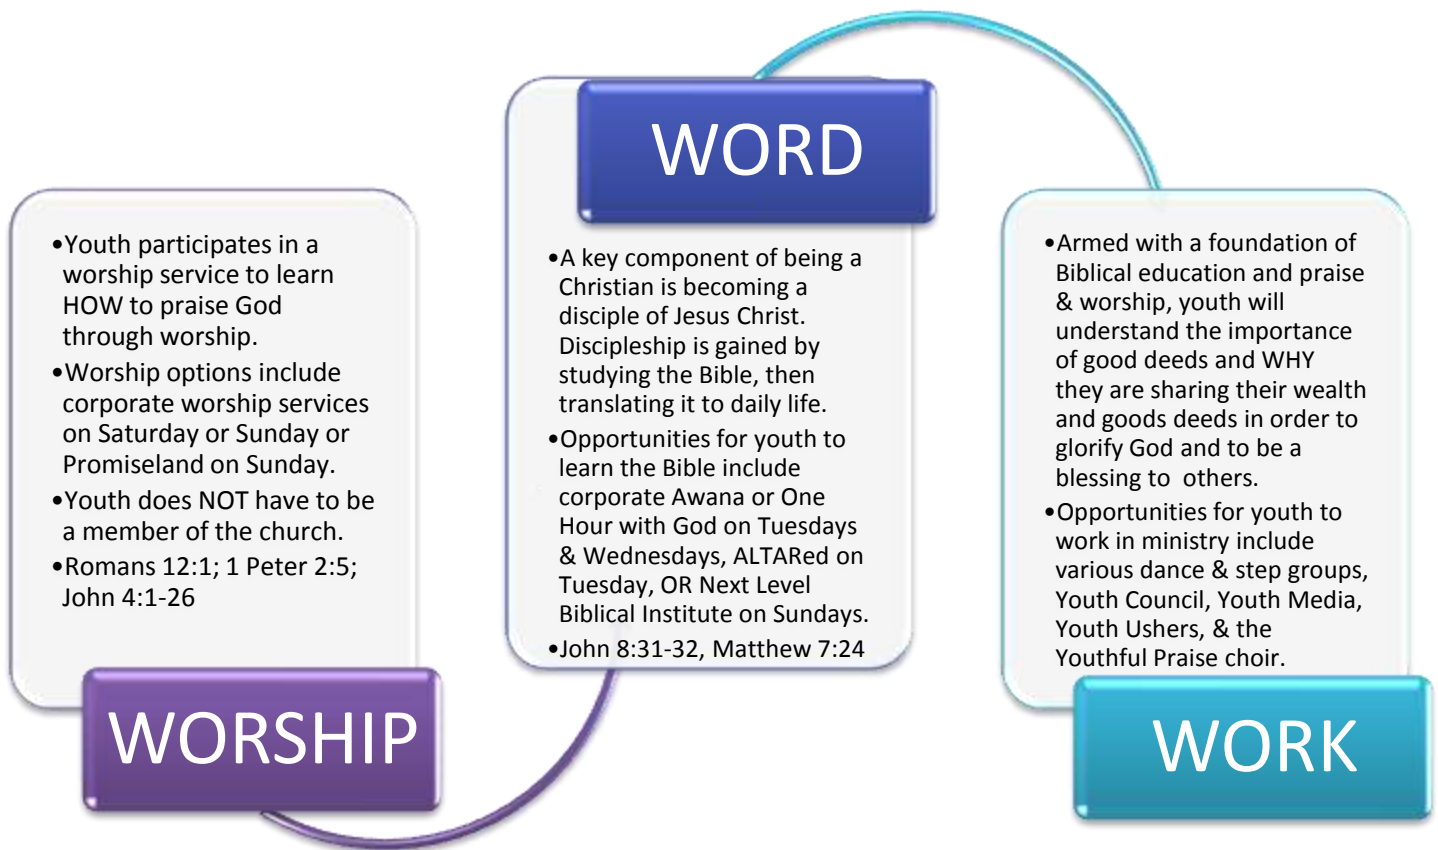 •Youth participates in a
worship service to learn
HOW to praise God
through worship.
•Worship options include
corporate worship services
on Saturday or Sunday or
Promiseland on Sunday.
•Youth does NOT have to be
a member of the church.
•Romans 12:1; 1 Peter 2:5;
John 4:1-26
WORSHIP
WORD
•A key component of being a
Christian is becoming a
disciple of Jesus Christ.
Discipleship is gained by
studying the Bible, then
translating it to daily life.
•Opportunities for youth to
learn the Bible include
corporate Awana or One
Hour with God on Tuesdays
& Wednesdays, ALTARed on
Tuesday, OR Next Level
Biblical Institute on Sundays.
•John 8:31-32, Matthew 7:24
•Armed with a foundation of
Biblical education and praise
& worship, youth will
understand the importance
of good deeds and WHY
they are sharing their wealth
and goods deeds in order to
glorify God and to be a
blessing to  others.
•Opportunities for youth to
work in ministry include
various dance & step groups,
Youth Council, Youth Media,
Youth Ushers, & the
Youthful Praise choir.
WORK